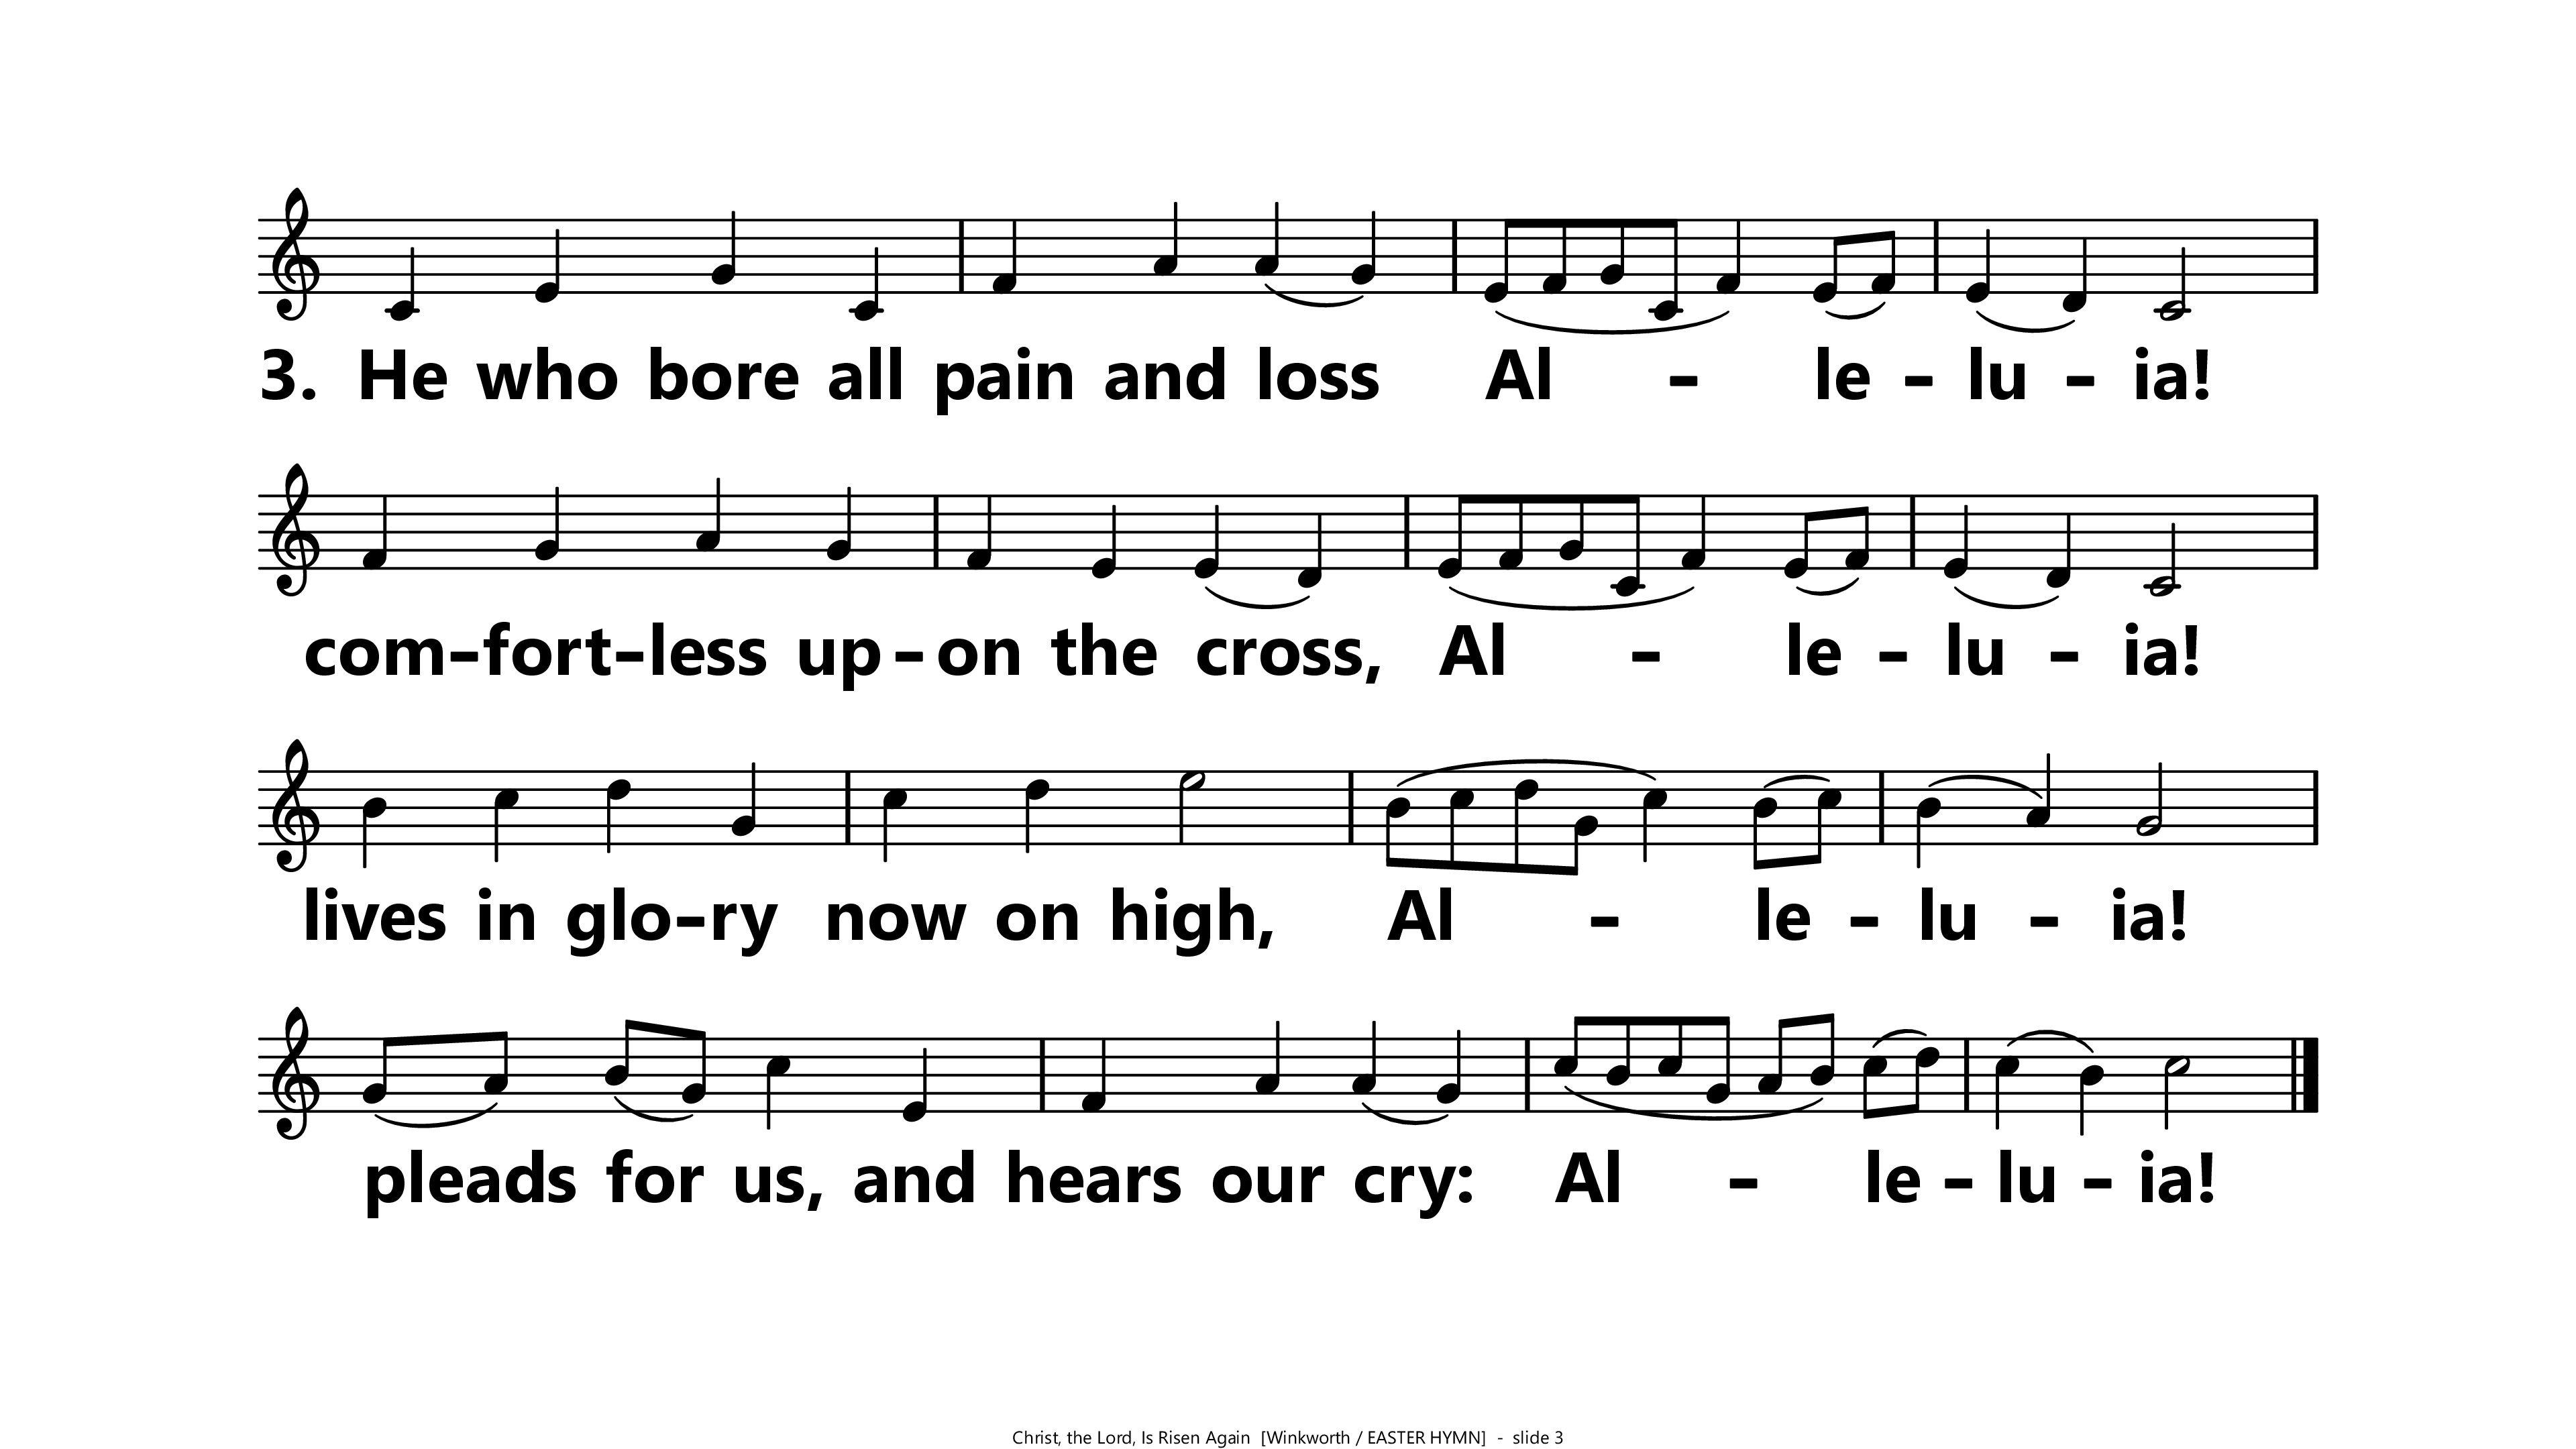 3. He who bore all pain and loss Al - le - lu - ia!
com-fort-less up-on the cross, Al - le - lu - ia!
lives in glo-ry now on high, Al - le - lu - ia!
pleads for us, and hears our cry: Al - le - lu - ia!
Christ, the Lord, Is Risen Again [Winkworth / EASTER HYMN] - slide 3